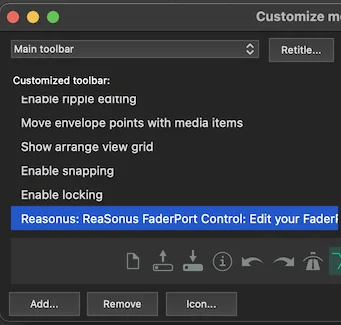 Customize me
Main toolbar
Retitle...
Customized toolbar:
Enable ripple editing
Move envelope points with media items
Show arrange view grid
Enable snapping
Enable locking
Reasonus: ReaSonus FaderPort Control: Edit your FaderP
Add...
Remove
Icon...